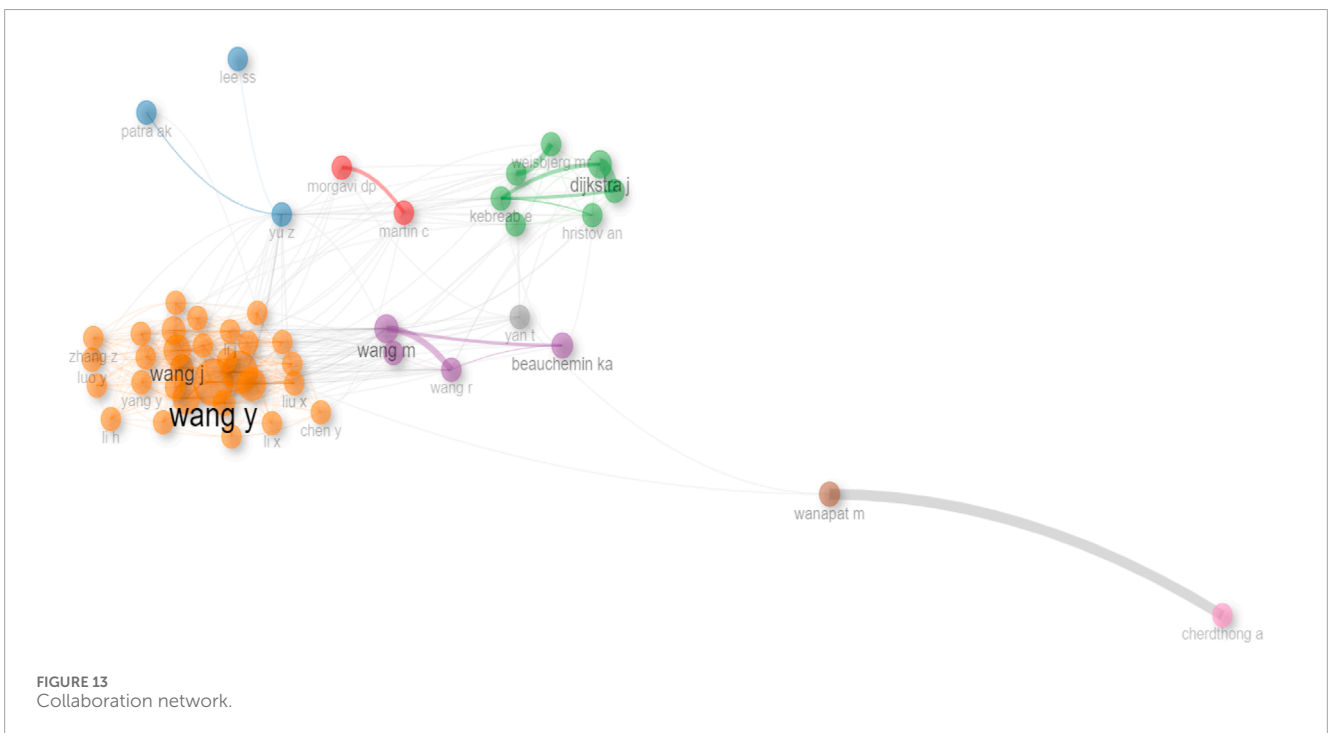 lee ss
patra ak
weisbjerg m
morgavi dp
dijkstra j
kebreab e
yu z
martin c
hristov an
yan t
wang m
zhang z
beauchemin ka
wang j
luo y
wang r
yang y
liu x
wang y
chen y
li h
li x
wanapat m
cherdthong a
FIGURE 13
Collaboration network.